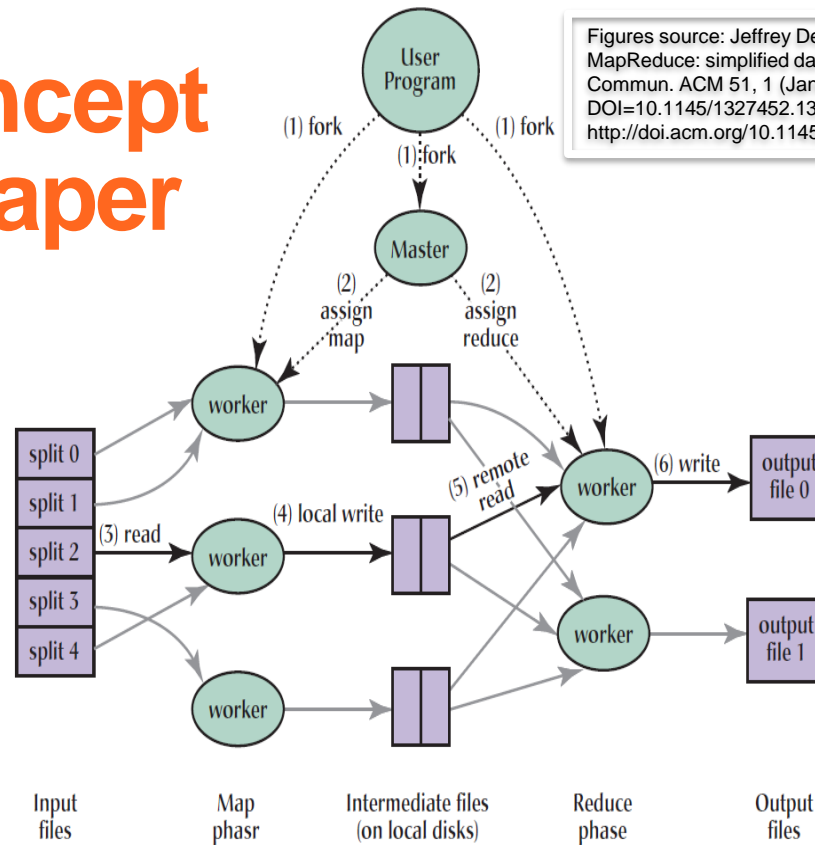 ncept
aper
Figures source: Jeffrey De
MapReduce: simplified da
Commun. ACM 51, 1 (Jan
DOI=10.1145/1327452.13
http://doi.acm.org/10.1145
User
Program
(1) fork
(1) fork
(1) fork
Master
(2)
assign
map
(2)
assign
reduce
worker
split 0
split 1
split 2
split 3
split 4
(3) read
worker
(4) local write
worker
(5) remote
read
worker
(6) write
output
file 0
worker
output
file 1
Input
files
Map
phasr
Intermediate files
(on local disks)
Reduce
phase
Output
files